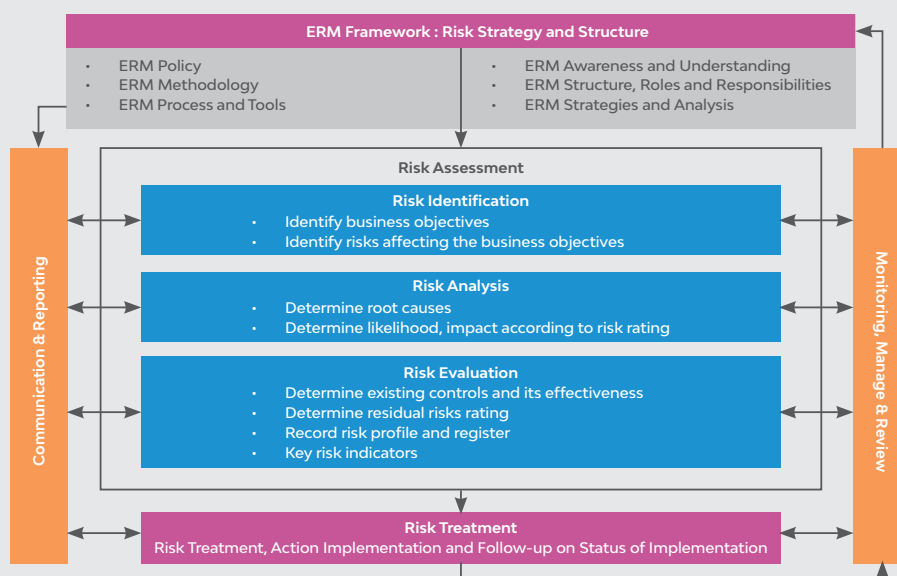 ERM Framework : Risk Strategy and Structure
• ERM Policy
• ERM Methodology
• ERM Process and Tools
• ERM Awareness and Understanding
• ERM Structure, Roles and Responsibilities
• ERM Strategies and Analysis
Communication & Reporting
Risk Assessment
Risk Identification
• Identify business objectives
• Identify risks affecting the business objectives
Risk Analysis
• Determine root causes
• Determine likelihood, impact according to risk rating
Risk Evaluation
• Determine existing controls and its effectiveness
• Determine residual risks rating
• Record risk profile and register
• Key risk indicators
Monitoring, Manage & Review
Risk Treatment
Risk Treatment, Action Implementation and Follow-up on Status of Implementation